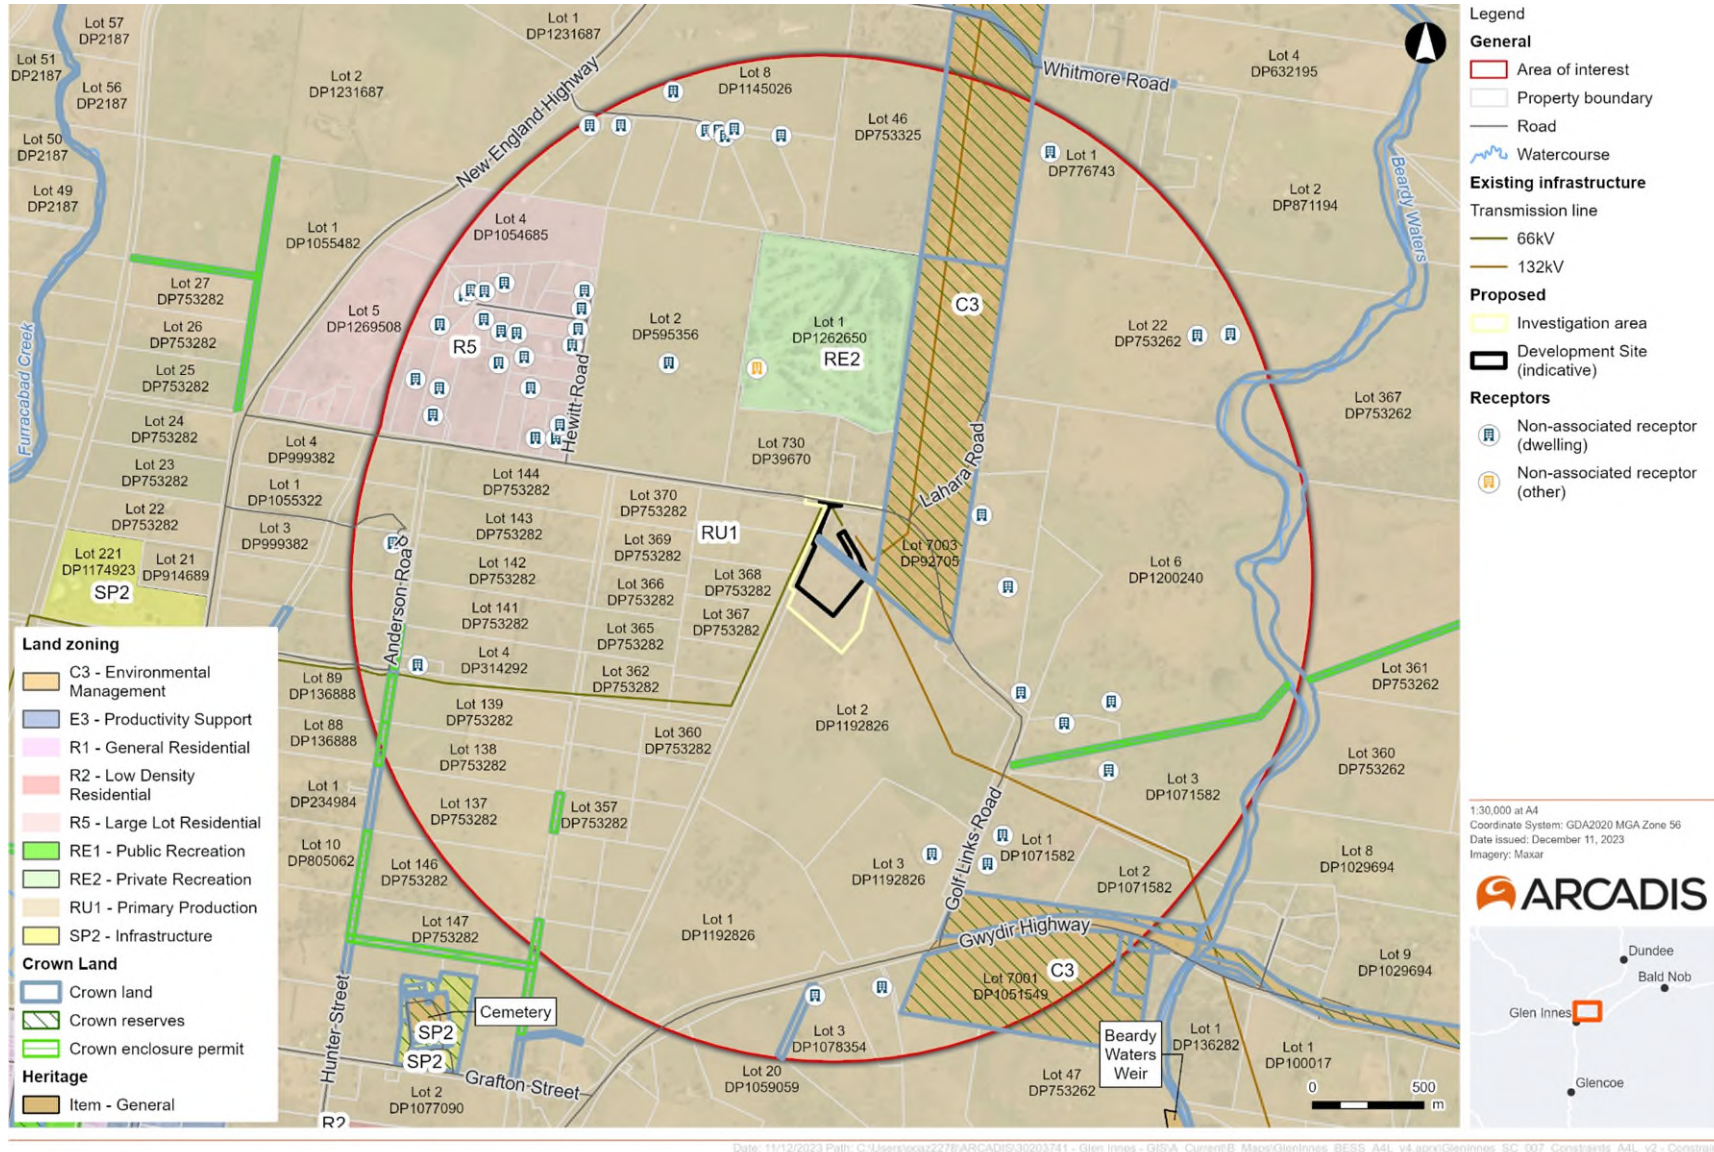 Lot 57
DP2187
Lot 51
DP2187
Lot 56
DP2187
Lot 50
DP2187
Lot 49
DP2187
Lot 2
DP1231687
Lot 1
DP1231687
Lot 8
DP1145026
Lot 46
DP753325
Whitmore Road
Lot 4
DP632195
New England Highway
Lot 1
DP776743
Lot 2
DP871194
Beardy Waters
Lot 1
DP1055482
Lot 4
DP1054685
Lot 27
DP753282
Lot 26
DP753282
Lot 25
DP753282
Lot 5
DP1269508
R5
Lot 2
DP595356
Lot 1
DP1262650
RE2
C3
Lot 22
DP753262
Lot 367
DP753262
Furracabad Creek
Hewitt Road
Lot 24
DP753282
Lot 23
DP753282
Lot 22
DP753282
Lot 4
DP999382
Lot 1
DP1055322
Lot 3
DP999382
Lot 730
DP39670
Lahara Road
Lot 144
DP753282
Lot 143
DP753282
Lot 142
DP753282
Lot 141
DP753282
Lot 4
DP314292
Lot 370
DP753282
Lot 369
DP753282
Lot 366
DP753282
Lot 365
DP753282
Lot 362
DP753282
RU1
Lot 368
DP753282
Lot 367
DP753282
Lot 7003
DP92705
Lot 6
DP1200240
Lot 221
DP1174923
SP2
Lot 21
DP914689
Anderson Road
Lot 89
DP136888
Lot 88
DP136888
Lot 1
DP234984
Lot 10
DP805062
Lot 139
DP753282
Lot 138
DP753282
Lot 137
DP753282
Lot 146
DP753282
Lot 147
DP753282
Lot 360
DP753282
Lot 357
DP753282
Lot 2
DP1192826
Lot 361
DP753262
Lot 360
DP753262
Lot 3
DP1071582
Golf Links Road
Lot 1
DP1071582
Lot 3
DP1192826
Lot 2
DP1071582
Lot 8
DP1029694
Lot 1
DP1192826
Gwydir Highway
C3
Lot 7001
DP1051549
Lot 9
DP1029694
Hunter Street
Cemetery
SP2
SP2
Grafton Street
Lot 2
DP1077090
R2
Lot 3
DP1078354
Lot 20
DP1059059
Lot 47
DP753262
Beardy
Waters
Weir
Lot 1
DP136282
Lot 1
DP100017
0 500
m
Land zoning
C3 - Environmental
Management
E3 - Productivity Support
R1 - General Residential
R2 - Low Density
Residential
R5 - Large Lot Residential
RE1 - Public Recreation
RE2 - Private Recreation
RU1 - Primary Production
SP2 - Infrastructure
Crown Land
Crown land
Crown reserves
Crown enclosure permit
Heritage
Item - General
Legend
General
Area of interest
Property boundary
Road
Watercourse
Existing infrastructure
Transmission line
66kV
132kV
Proposed
Investigation area
Development Site
(indicative)
Receptors
Non-associated receptor
(dwelling)
Non-associated receptor
(other)
1:30,000 at A4
Coordinate System: GDA2020 MGA Zone 56
Date issued: December 11, 2023
Imagery: Maxar
ARCADIS
Dundee
Bald Nob
Glen Innes
Glencoe